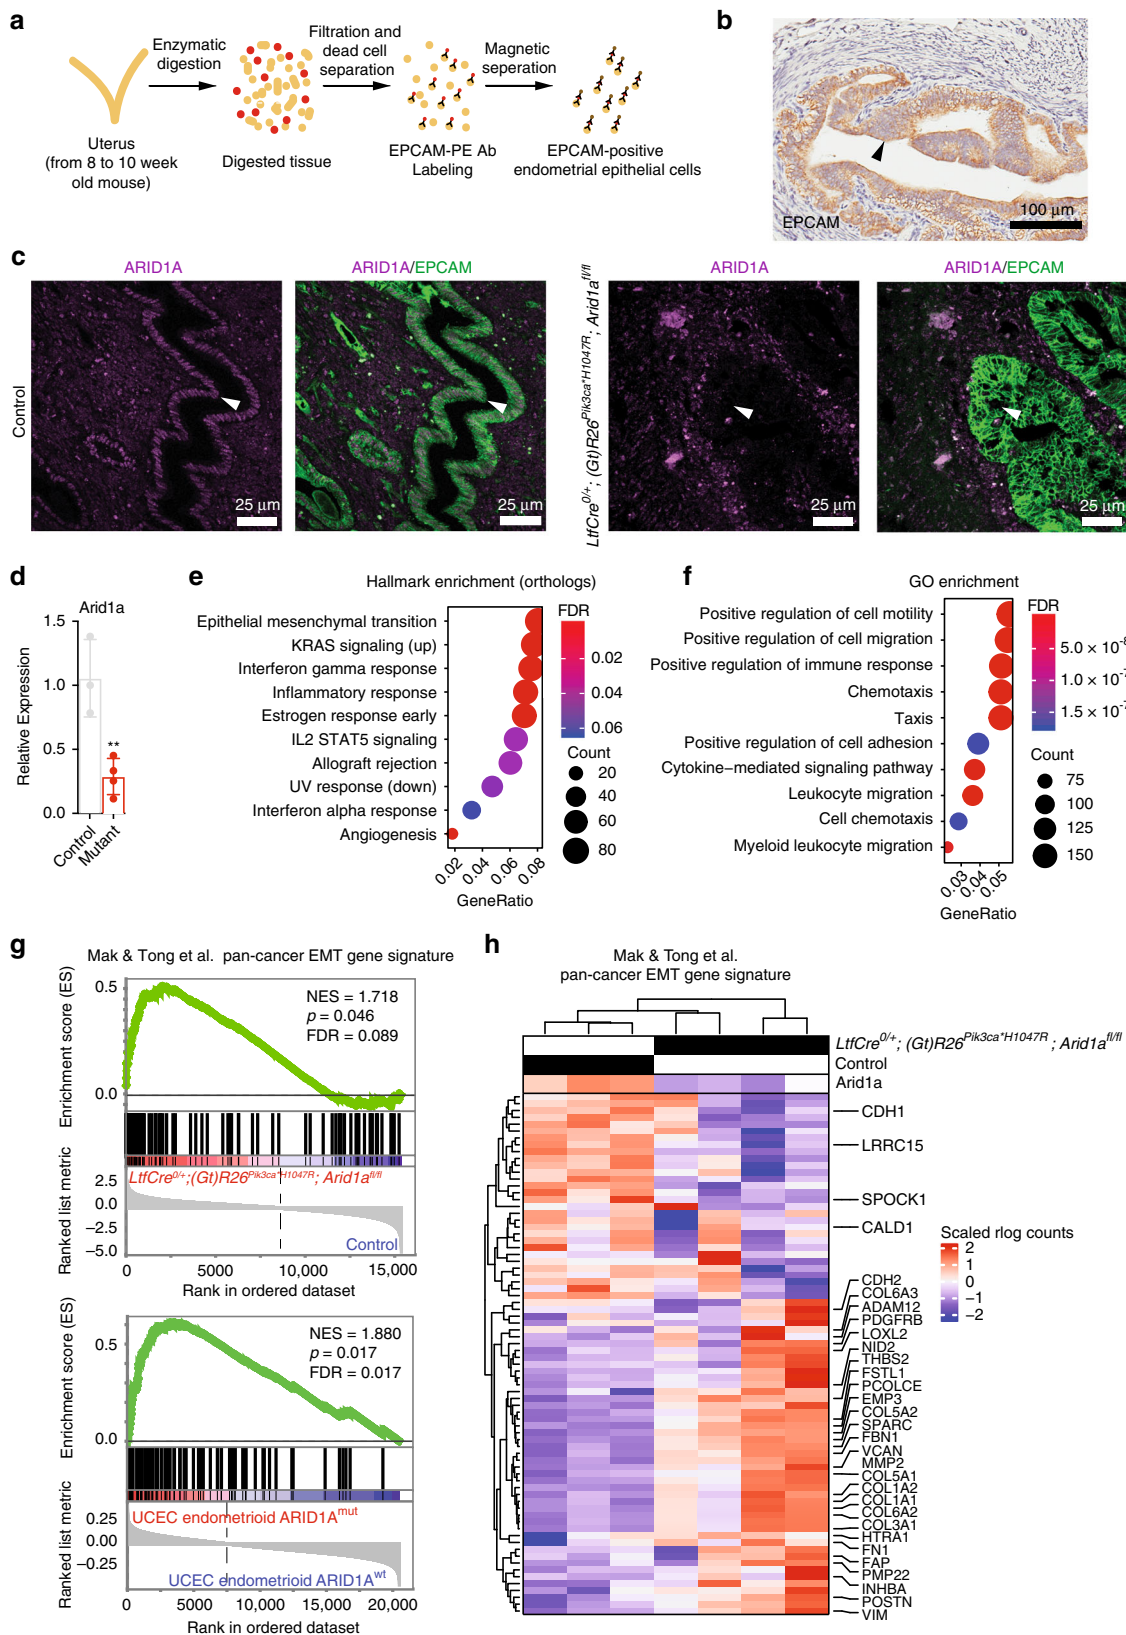 a
Enzymatic
digestion
Filtration and
dead cell
separation
Magnetic
seperation
Uterus
(from 8 to 10 week
old mouse)
Digested tissue
EPCAM-PE Ab
Labeling
EPCAM-positive
endometrial epithelial cells
b
EPCAM
100 μm
c
ARID1A
ARID1A/EPCAM
ARID1A
ARID1A/EPCAM
Control
25 μm
25 μm
LtfCre0/+; (Gt)R26Pik3ca*H1047R; Arid1afl/fl
25 μm
25 μm
d
Arid1a
Relative Expression
1.5
1.0
0.5
0.0
**
Control
Mutant
e
Hallmark enrichment (orthologs)
Epithelial mesenchymal transition
KRAS signaling (up)
Interferon gamma response
Inflammatory response
Estrogen response early
IL2 STAT5 signaling
Allograft rejection
UV response (down)
Interferon alpha response
Angiogenesis
0.02
0.04
0.06
0.08
GeneRatio
FDR
0.02
0.04
0.06
Count
20
40
60
80
f
GO enrichment
Positive regulation of cell motility
Positive regulation of cell migration
Positive regulation of immune response
Chemotaxis
Taxis
Positive regulation of cell adhesion
Cytokine−mediated signaling pathway
Leukocyte migration
Cell chemotaxis
Myeloid leukocyte migration
0.03
0.04
0.05
GeneRatio
FDR
5.0 × 10-8
1.0 × 10-7
1.5 × 10-7
Count
75
100
125
150
g
Mak & Tong et al. pan-cancer EMT gene signature
Enrichment score (ES)
0.5
0.0
NES = 1.718
p = 0.046
FDR = 0.089
Ranked list metric
2.5
0.0
−2.5
−5.0
LtfCre0/+;(Gt)R26Pik3ca*H1047R; Arid1afl/fl
Control
0
5000
10,000
15,000
Rank in ordered dataset
Enrichment score (ES)
0.5
0.0
NES = 1.880
p = 0.017
FDR = 0.017
Ranked list metric
0.25
0.00
−0.25
UCEC endometrioid ARID1Amut
UCEC endometrioid ARID1Awt
0
5000
10,000
15,000
20,000
Rank in ordered dataset
h
Mak & Tong et al.
pan-cancer EMT gene signature
LtfCre0/+; (Gt)R26Pik3ca*H1047R; Arid1afl/fl
Control
Arid1a
CDH1
LRRC15
SPOCK1
CALD1
CDH2
COL6A3
ADAM12
PDGFRB
LOXL2
NID2
THBS2
FSTL1
PCOLCE
EMP3
COL5A2
SPARC
FBN1
VCAN
MMP2
COL5A1
COL1A2
COL1A1
COL6A2
COL3A1
HTRA1
FN1
FAP
PMP22
INHBA
POSTN
VIM
Scaled rlog counts
2
1
0
−1
−2